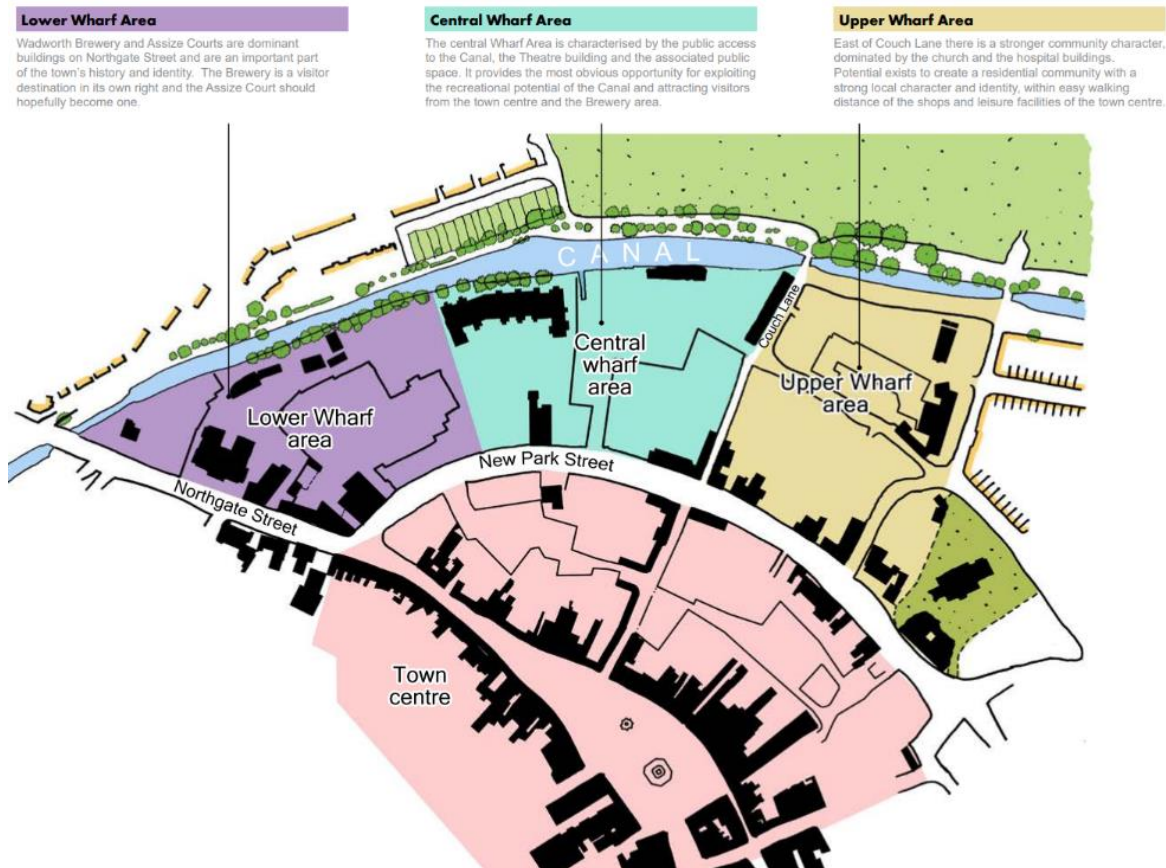 Lower Wharf Area
Wadworth Brewery and Assize Courts are dominant
buildings on Northgate Street and are an important part
of the town's history and identity.  The Brewery is a visitor
destination in its own right and the Assize Court should
hopefully become one.
Central Wharf Area
The central Wharf Area is characterised by the public access
to the Canal, the Theatre building and the associated public
space. It provides the most obvious opportunity for exploiting
the recreational potential of the Canal and attracting visitors
from the town centre and the Brewery area.
Upper Wharf Area
East of Couch Lane there is a stronger community character,
dominated by the church and the hospital buildings.
Potential exists to create a residential community with a
strong local character and identity, within easy walking
distance of the shops and leisure facilities of the town centre.
CANAL
Couch Lane
Central
wharf
area
Upper Wharf
area
Lower Wharf
area
New Park Street
Northgate Street
Town
centre